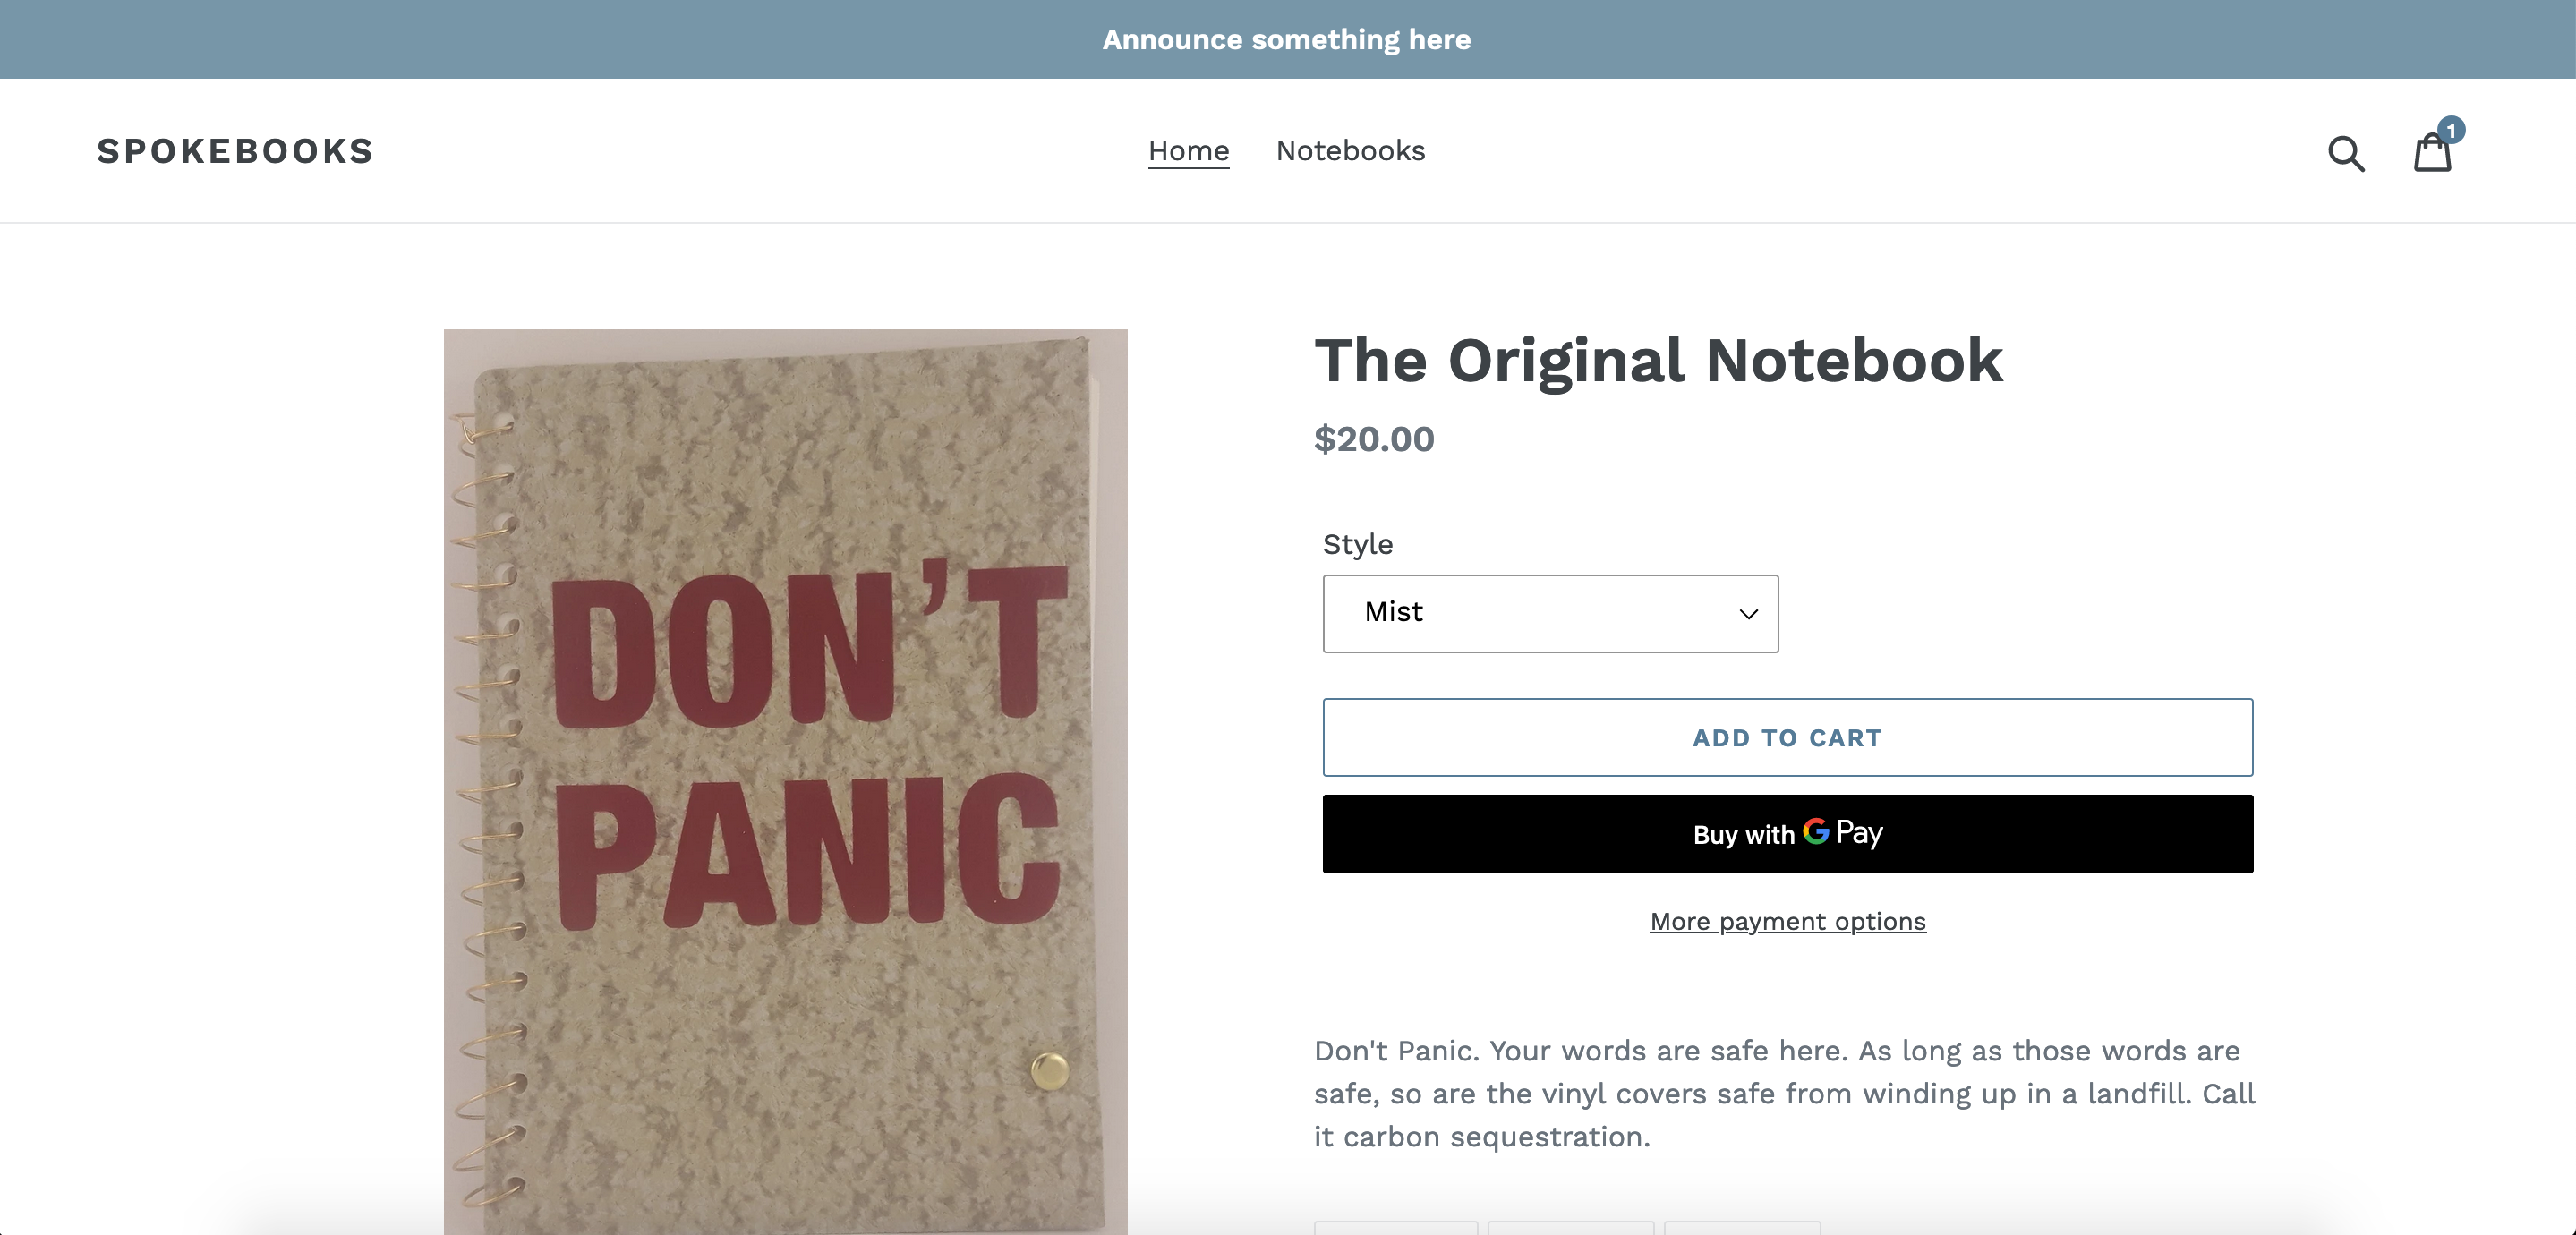 Announce something here
SPOKEBOOKS
Home
Notebooks
1
The Original Notebook
$20.00
Style
Mist
ADD TO CART
Buy with G Pay
More payment options
DON'T
PANIC
Don't Panic. Your words are safe here. As long as those words are
safe, so are the vinyl covers safe from winding up in a landfill. Call
it carbon sequestration.